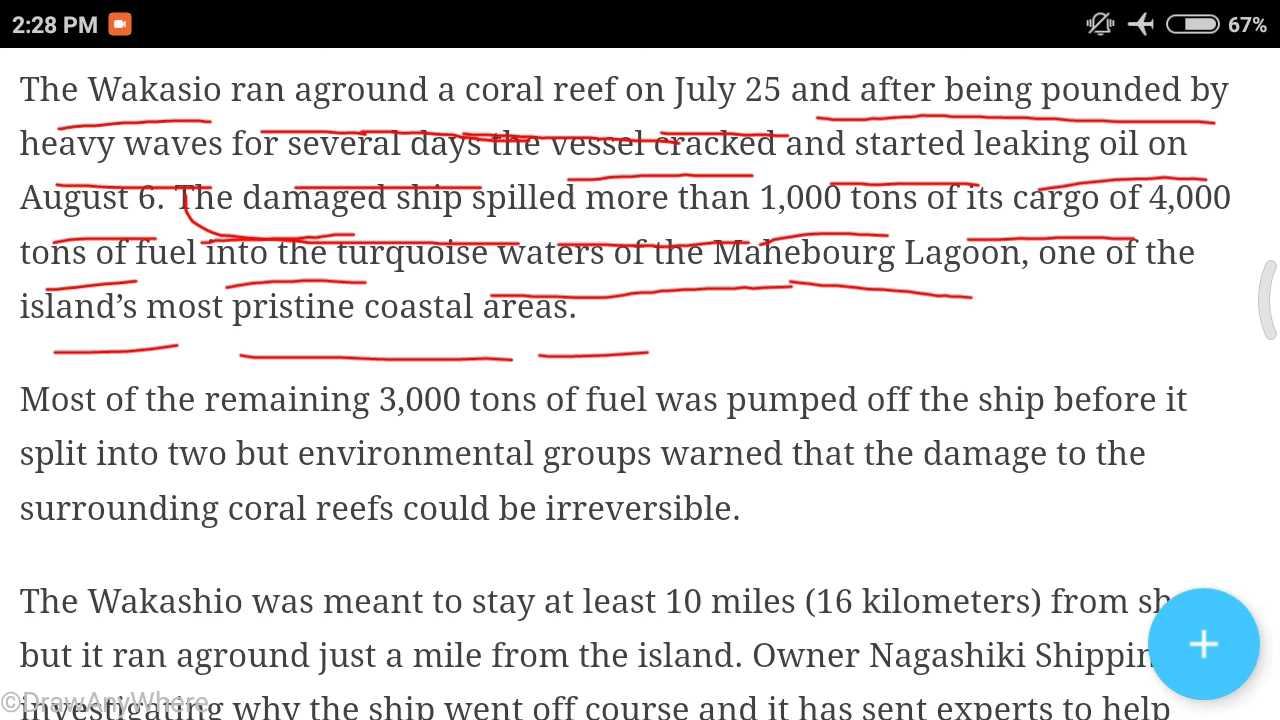 2:28 PM 67%
The Wakasio ran aground a coral reef on July 25 and after being pounded by
heavy waves for several days the vessel cracked and started leaking oil on
August 6. The damaged ship spilled more than 1,000 tons of its cargo of 4,000
tons of fuel into the turquoise waters of the Mahebourg Lagoon, one of the
island’s most pristine coastal areas.
Most of the remaining 3,000 tons of fuel was pumped off the ship before it
split into two but environmental groups warned that the damage to the
surrounding coral reefs could be irreversible.
The Wakashio was meant to stay at least 10 miles (16 kilometers) from sh
but it ran aground just a mile from the island. Owner Nagashiki Shippin
investigating why the ship went off course and it has sent experts to help
©DrawAnyWhere